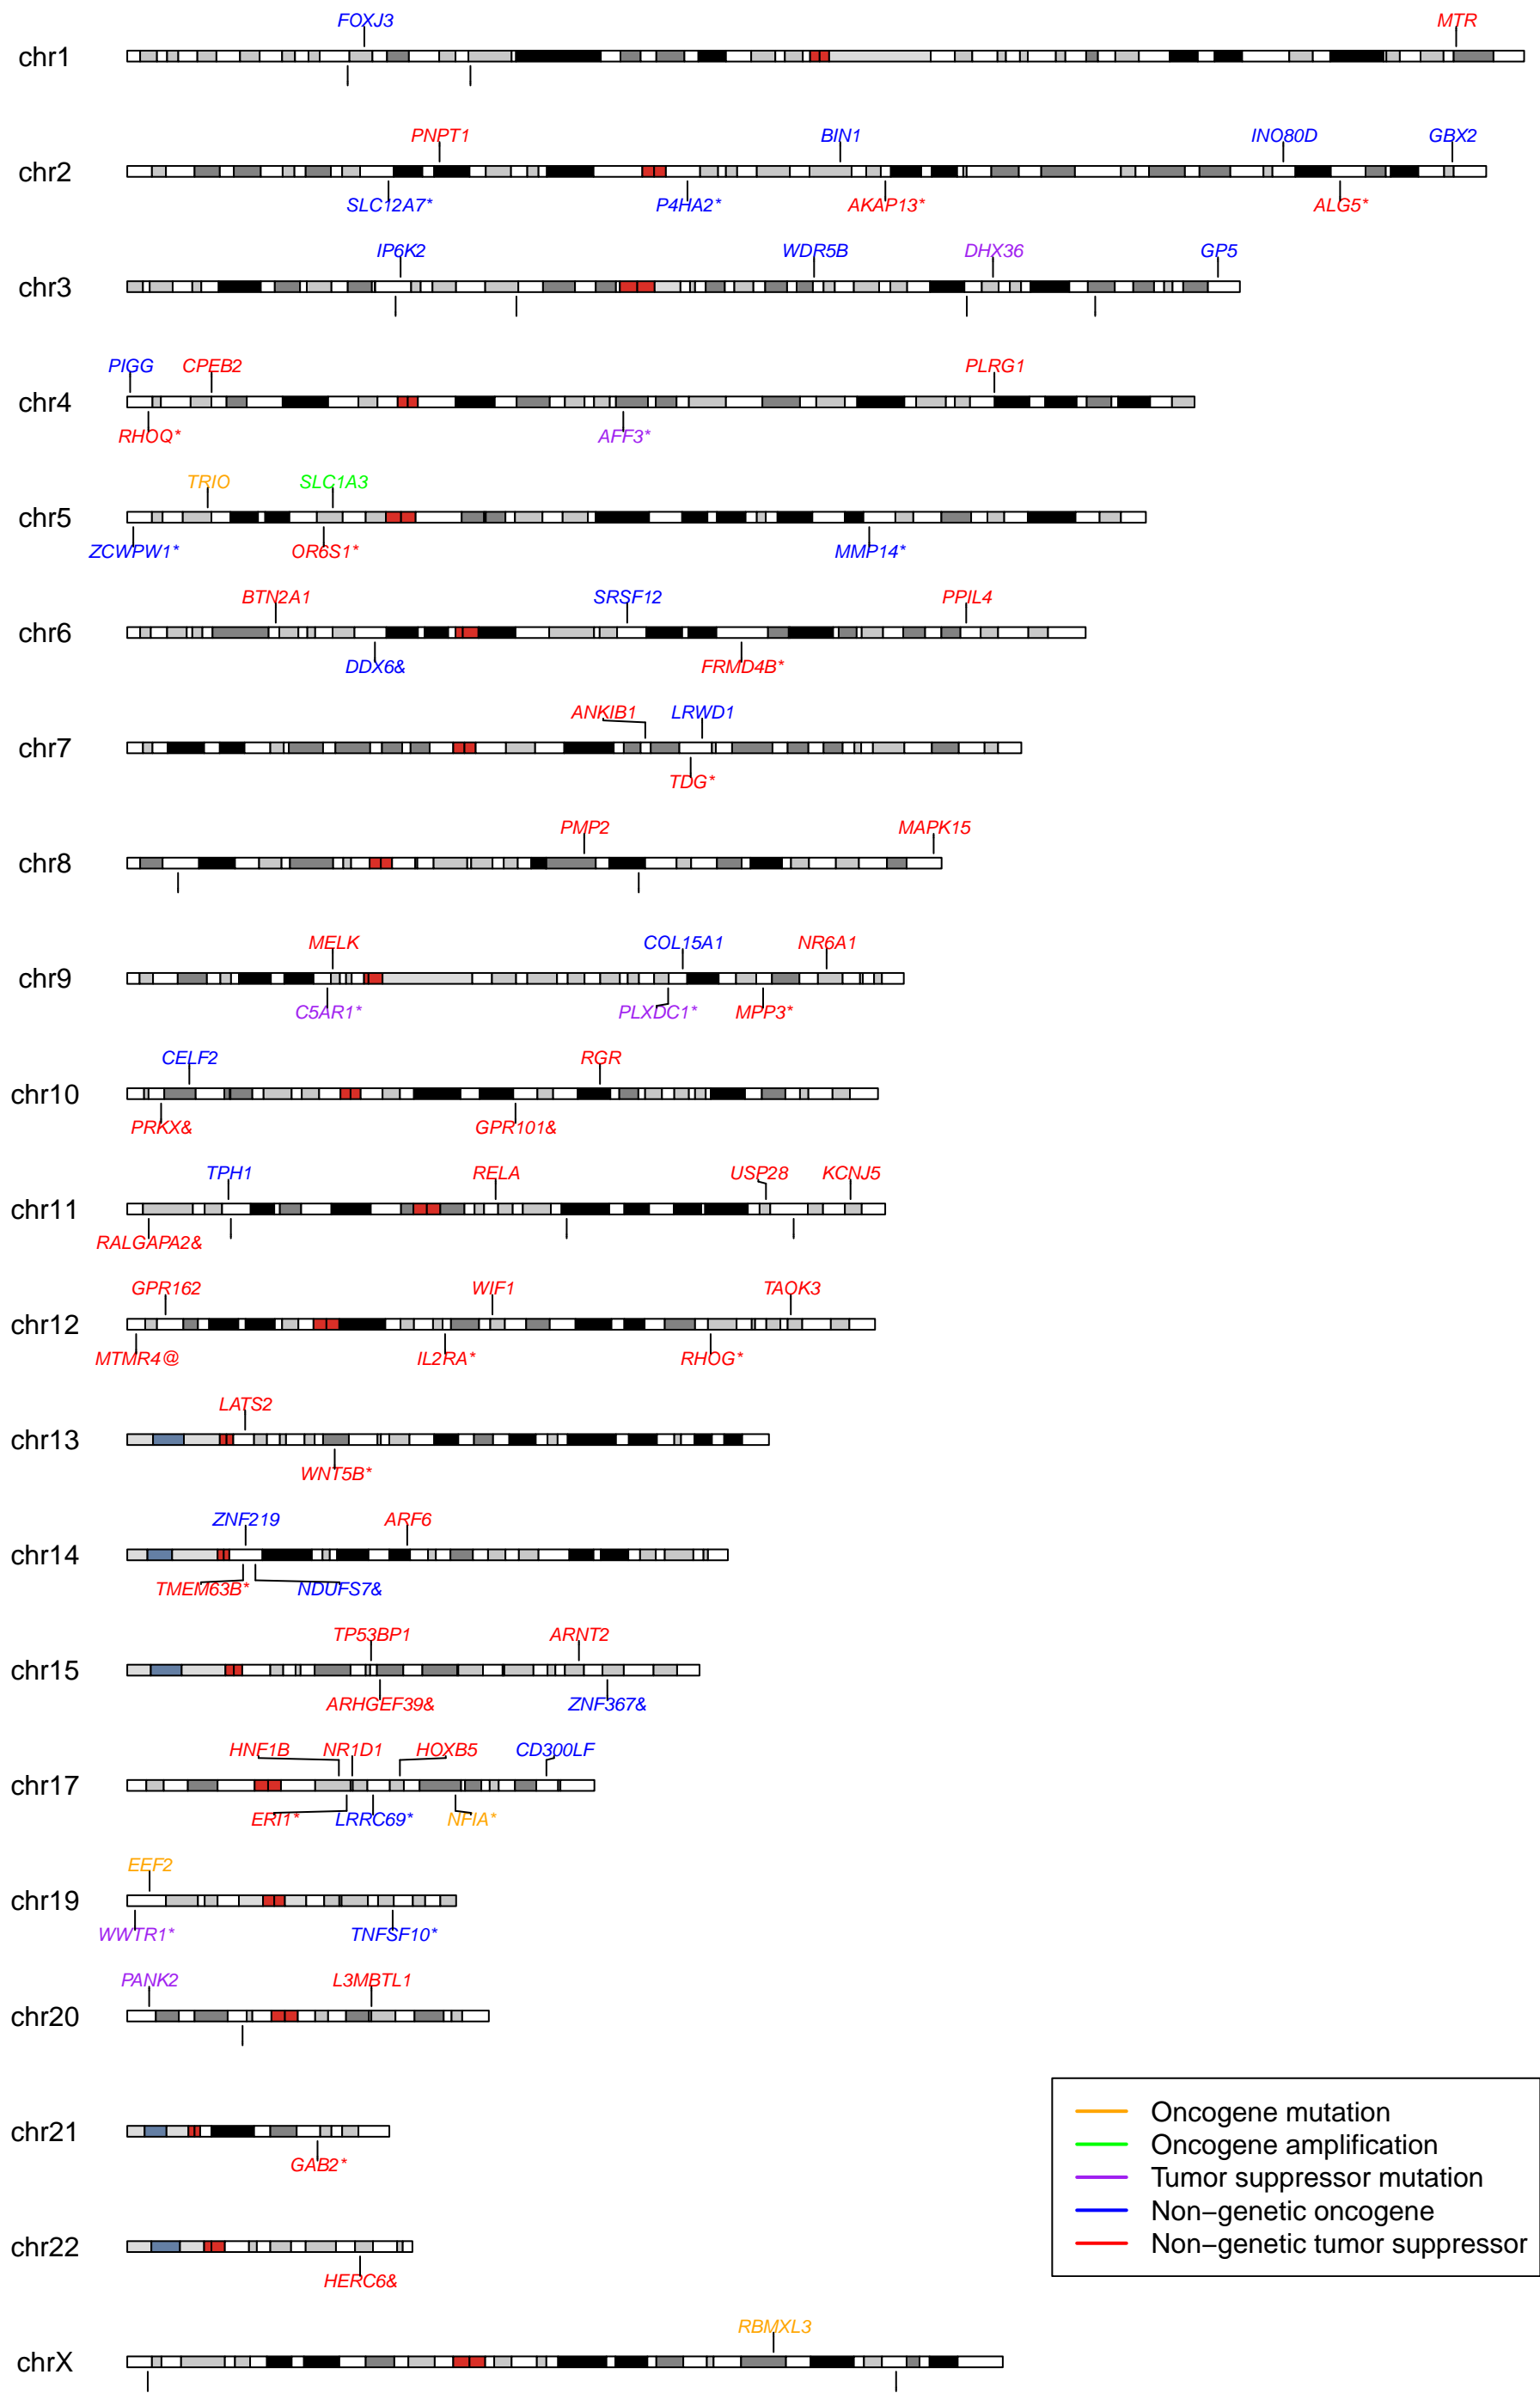 FOXJ3 MTR
chr1
PNPT1 BIN1 INO80D GBX2
chr2
SLC12A7* P4HA2* AKAP13* ALG5*
IP6K2 WDR5B DHX36 GP5
chr3
PIGG CPEB2 PLRG1
chr4
RHOQ* AFF3*
TRIO SLC1A3
chr5
ZCWPW1* OR6S1* MMP14*
BTN2A1 SRSF12 PPIL4
chr6
DDX6& FRMD4B*
ANKIB1 LRWD1
chr7
TDG*
PMP2 MAPK15
chr8
MELK COL15A1 NR6A1
chr9
C5AR1* PLXDC1* MPP3*
CELF2 RGR
chr10
PRKX& GPR101&
TPH1 RELA USP28 KCNJ5
chr11
RALGAPA2&
GPR162 WIF1 TAOK3
chr12
MTMR4@ IL2RA* RHOG*
LATS2
chr13
WNT5B*
ZNF219 ARF6
chr14
TMEM63B* NDUFS7&
TP53BP1 ARNT2
chr15
ARHGEF39& ZNF367&
HNF1B NR1D1 HOXB5 CD300LF
chr17
ERI1* LRRC69* NFIA*
EEF2
chr19
WWTR1* TNFSF10*
PANK2 L3MBTL1
chr20
chr21
GAB2*
chr22
HERC6&
RBMXL3
chrX
Oncogene mutation
Oncogene amplification
Tumor suppressor mutation
Non−genetic oncogene
Non−genetic tumor suppressor